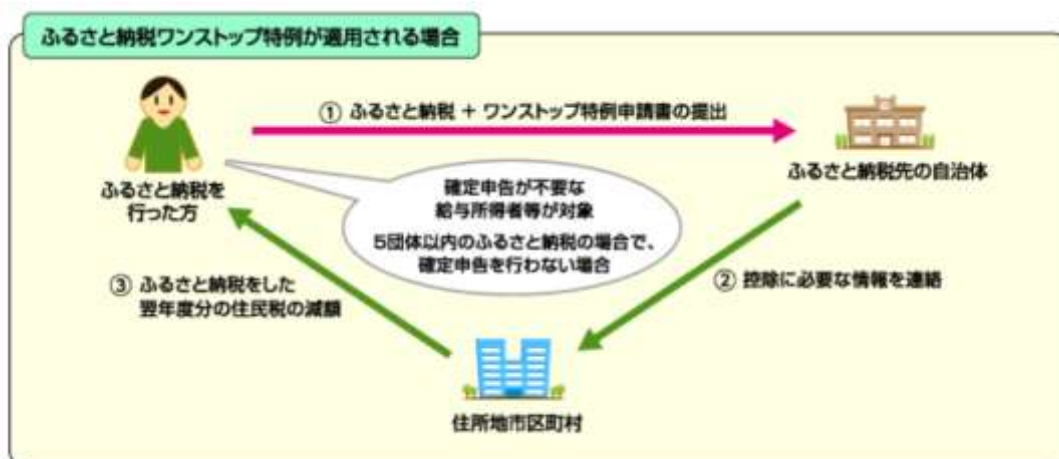 ふるさと納税ワンストップ特例が適用される場合
① ふるさと納税 + ワンストップ特例申請書の提出
ふるさと納税を
行った方
ふるさと納税先の自治体
確定申告が不要な
給与所得者等が対象
5団体以内のふるさと納税の場合で、
確定申告を行わない場合
② 控除に必要な情報を連絡
③ ふるさと納税をした
翌年度分の住民税の減額
住所地市区町村